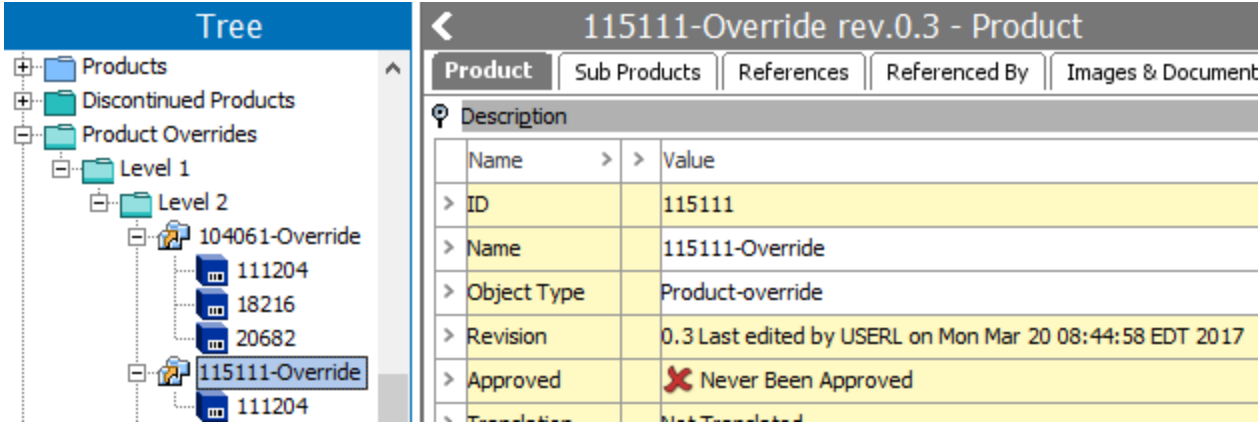 Tree
Products
Discontinued Products
Product Overrides
Level 1
Level 2
104061-Override
111204
18216
20682
115111-Override
111204
115111-Override rev.0.3 - Product
Product Sub Products References Referenced By Images & Document
Description
Name > > Value
> ID 115111
> Name 115111-Override
> Object Type Product-override
> Revision 0.3 Last edited by USERL on Mon Mar 20 08:44:58 EDT 2017
> Approved Never Been Approved
> Translation Not Translated